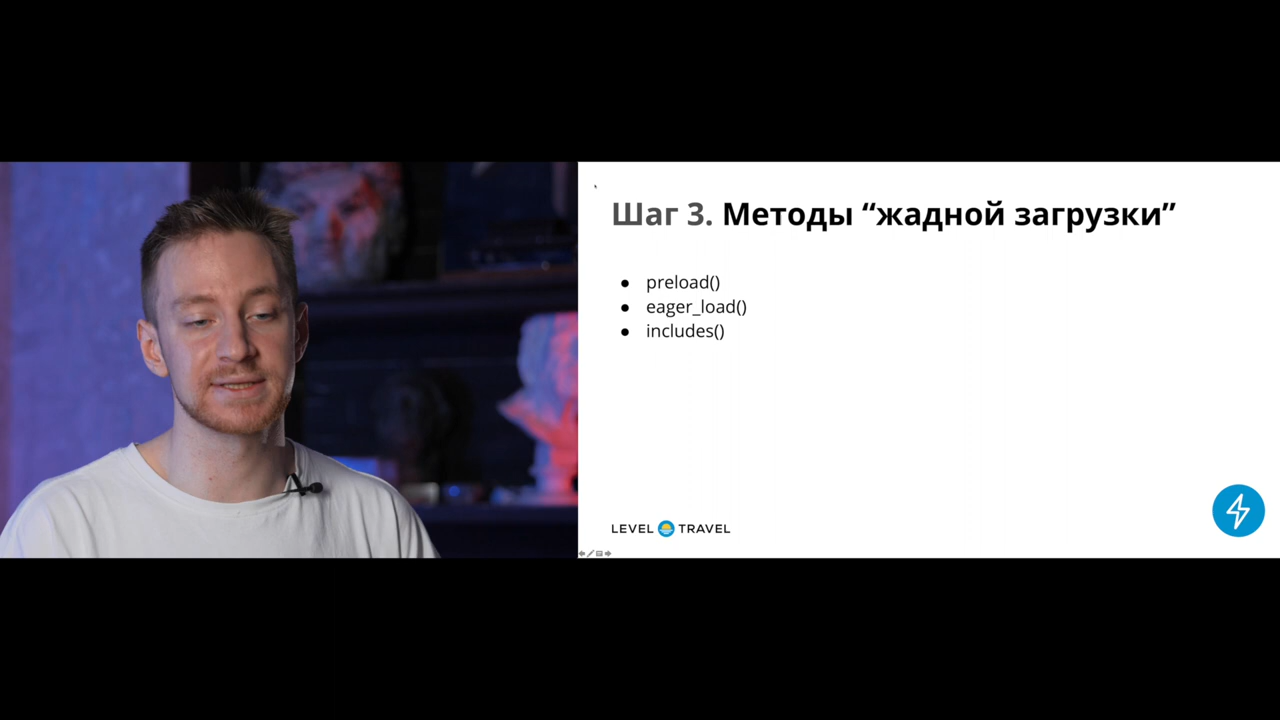 Шаг 3. Методы “жадной загрузки”
● preload()
● eager_load()
● includes()
LEVEL TRAVEL